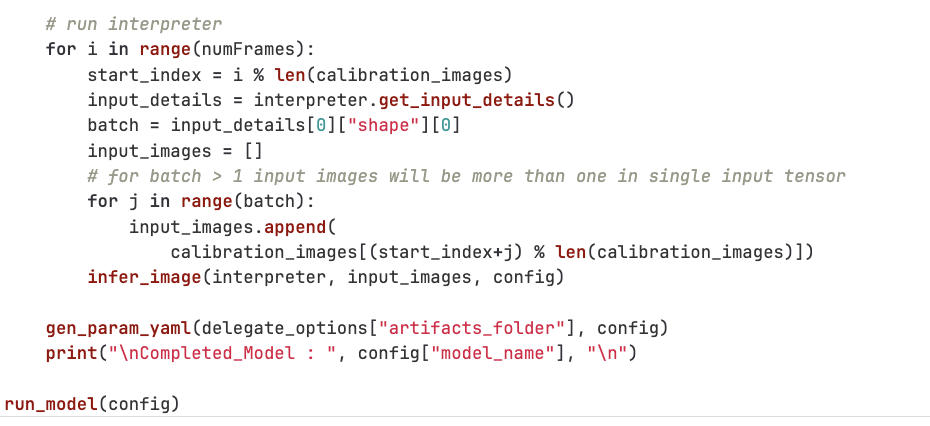 # run interpreter
for i in range(numFrames):
start_index = i % len(calibration_images)
input_details = interpreter.get_input_details()
batch = input_details[0]["shape"][0]
input_images = []
# for batch > 1 input images will be more than one in single input tensor
for j in range(batch):
input_images.append(
calibration_images[(start_index+j) % len(calibration_images)])
infer_image(interpreter, input_images, config)
gen_param_yaml(delegate_options["artifacts_folder"], config)
print("\nCompleted_Model : ", config["model_name"], "\n")
run_model(config)